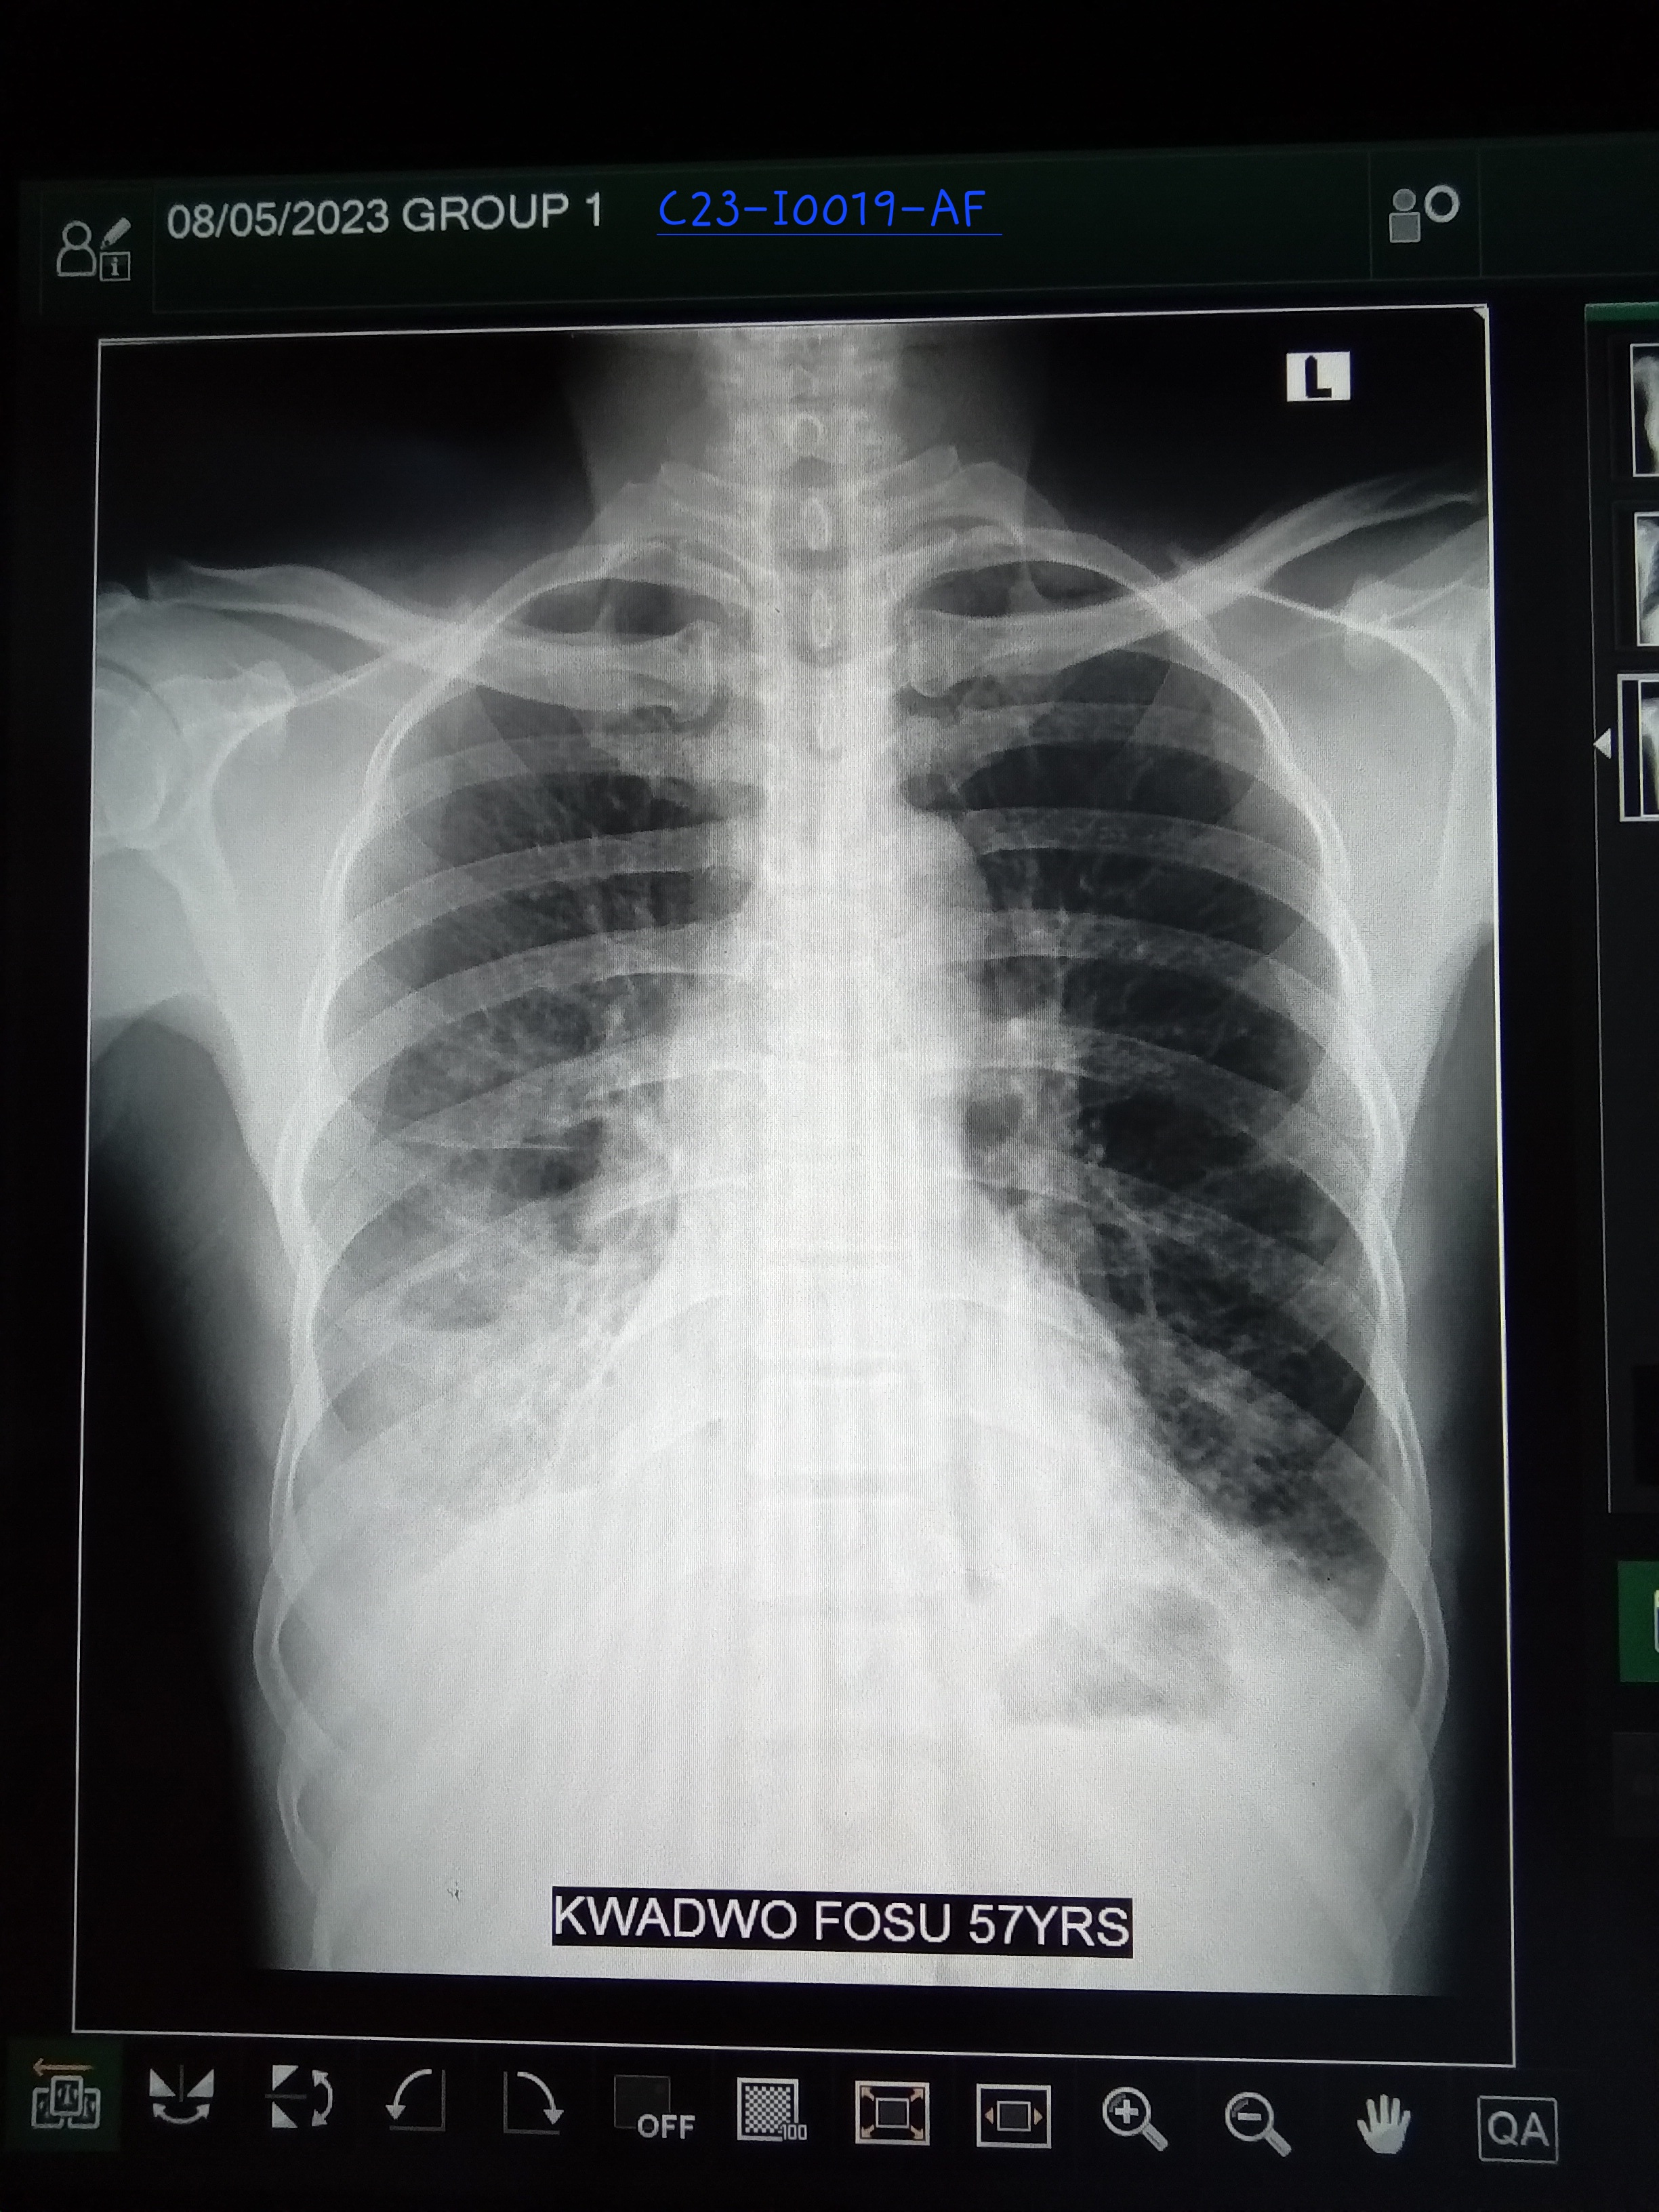 08/05/2023 GROUP 1 C23-I0019-AF
L
KWADWO FOSU 57YRS
OFF
100
QA